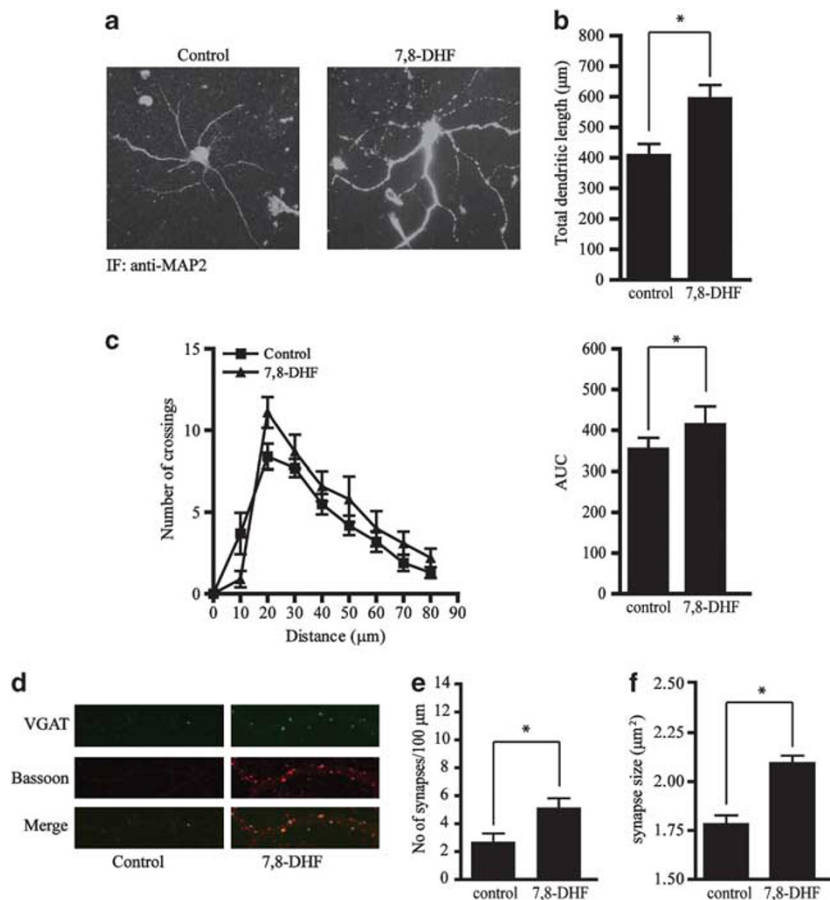 a
Control
7,8-DHF
IF: anti-MAP2
b
Total dendritic length (μm)
800
700
600
500
400
300
200
100
0
*
control 7,8-DHF
c
Number of crossings
15
10
5
0
Control
7,8-DHF
0 10 20 30 40 50 60 70 80 90
Distance (μm)
AUC
600
500
400
300
200
100
0
*
control 7,8-DHF
d
VGAT
Bassoon
Merge
Control
7,8-DHF
e
No of synapses/100 μm
14
12
10
8
6
4
2
0
*
control 7,8-DHF
f
synapse size (μm²)
2.50
2.25
2.00
1.75
1.50
*
control 7,8-DHF